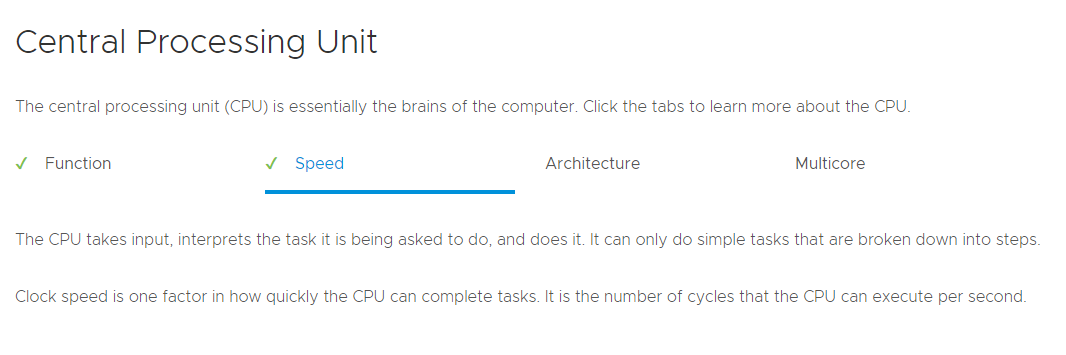 Central Processing Unit
The central processing unit (CPU) is essentially the brains of the computer. Click the tabs to learn more about the CPU.
✓ Function ✓ Speed Architecture Multicore
The CPU takes input, interprets the task it is being asked to do, and does it. It can only do simple tasks that are broken down into steps.
Clock speed is one factor in how quickly the CPU can complete tasks. It is the number of cycles that the CPU can execute per second.